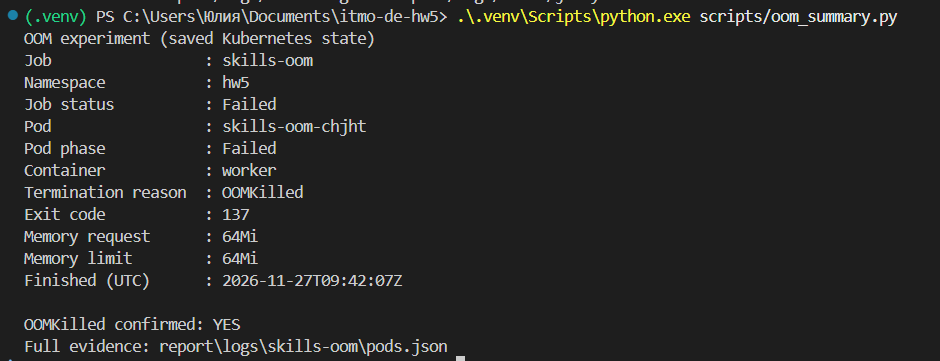 (.venv) PS C:\Users\Юлия\Documents\itmo-de-hw5> .\.venv\Scripts\python.exe scripts/oom_summary.py
OOM experiment (saved Kubernetes state)
Job                : skills-oom
Namespace          : hw5
Job status         : Failed
Pod                : skills-oom-chjht
Pod phase          : Failed
Container          : worker
Termination reason : OOMKilled
Exit code          : 137
Memory request     : 64Mi
Memory limit       : 64Mi
Finished (UTC)     : 2026-11-27T09:42:07Z

OOMKilled confirmed: YES
Full evidence: report\logs\skills-oom\pods.json